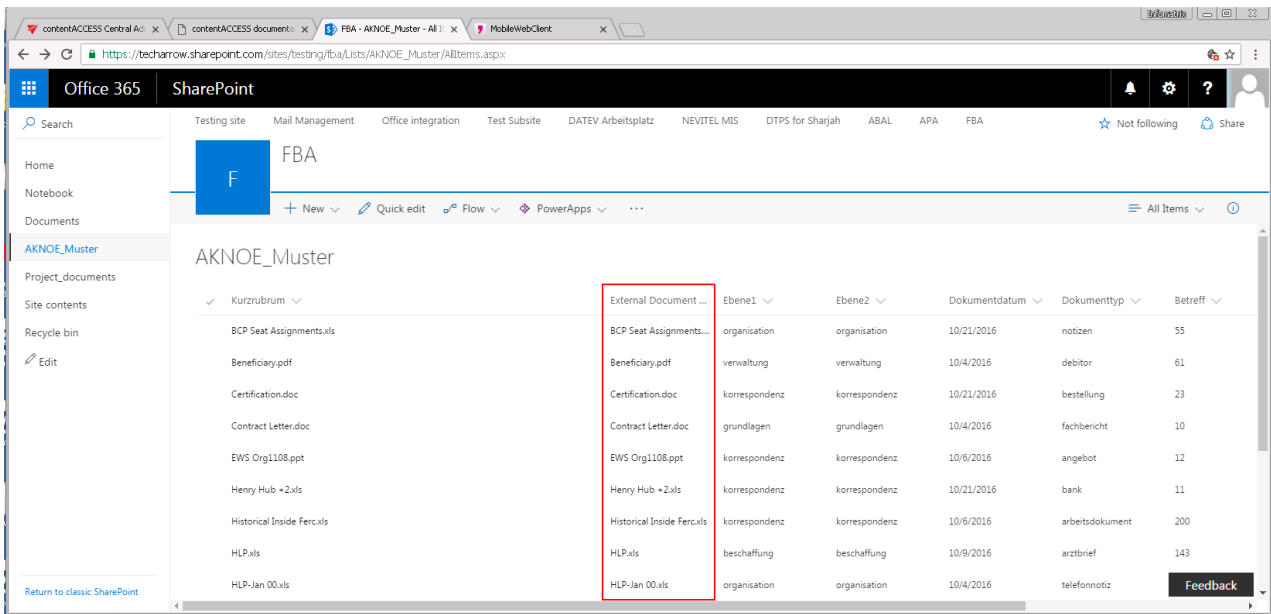 Infomatrix
contentACCESS Central Ad
contentACCESS documenta
FBA - AKNOE_Muster - All I
MobileWebClient
https://techarrow.sharepoint.com/sites/testing/fba/Lists/AKNOE_Muster/AllItems.aspx
Office 365 SharePoint ?
Search
Testing site Mail Management Office integration Test Subsite DATEV Arbeitsplatz NEVITEL MIS DTPS for Sharjah ABAL APA FBA
Not following Share
F
FBA
Home
Notebook
Documents
AKNOE_Muster
Project_documents
Site contents
Recycle bin
Edit
New Quick edit Flow PowerApps ... All Items
AKNOE_Muster
Kurzrubrum External Document ... Ebene1 Ebene2 Dokumentdatum Dokumenttyp Betreff
BCP Seat Assignments.xls BCP Seat Assignments.... organisation organisation 10/21/2016 notizen 55
Beneficiary.pdf Beneficiary.pdf verwaltung verwaltung 10/4/2016 debitor 61
Certification.doc Certification.doc korrespondenz korrespondenz 10/21/2016 bestellung 23
Contract Letter.doc Contract Letter.doc grundlagen grundlagen 10/4/2016 fachbericht 10
EWS Org1108.ppt EWS Org1108.ppt korrespondenz korrespondenz 10/6/2016 angebot 12
Henry Hub +2.xls Henry Hub +2.xls korrespondenz korrespondenz 10/21/2016 bank 11
Historical Inside Ferc.xls Historical Inside Ferc.xls korrespondenz korrespondenz 10/6/2016 arbeitsdokument 200
HLP.xls HLP.xls beschaffung beschaffung 10/9/2016 arztbrief 143
HLP-Jan 00.xls HLP-Jan 00.xls organisation organisation 10/4/2016 telefonnotiz
Return to classic SharePoint
Feedback